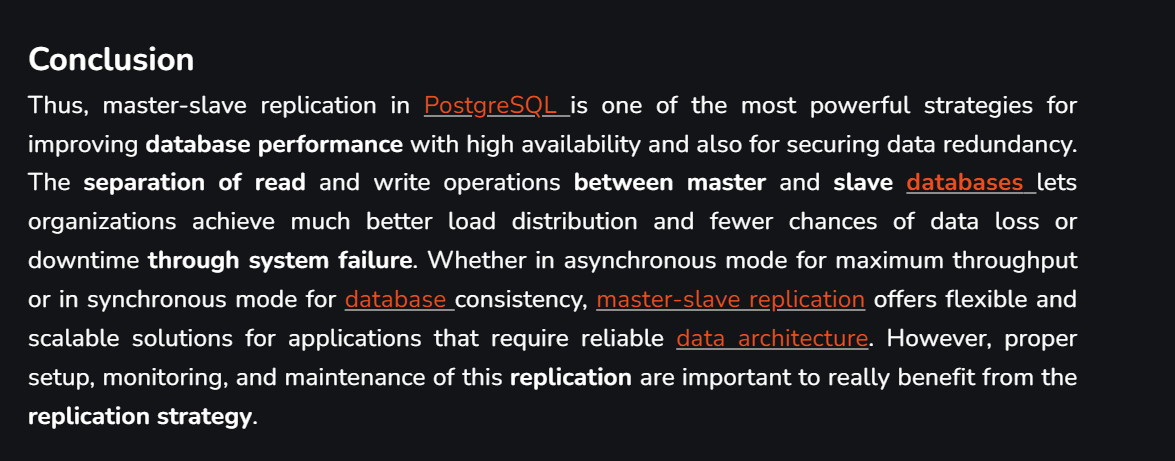 Conclusion
Thus, master-slave replication in PostgreSQL is one of the most powerful strategies for
improving database performance with high availability and also for securing data redundancy.
The separation of read and write operations between master and slave databases lets
organizations achieve much better load distribution and fewer chances of data loss or
downtime through system failure. Whether in asynchronous mode for maximum throughput
or in synchronous mode for database consistency, master-slave replication offers flexible and
scalable solutions for applications that require reliable data architecture. However, proper
setup, monitoring, and maintenance of this replication are important to really benefit from the
replication strategy.